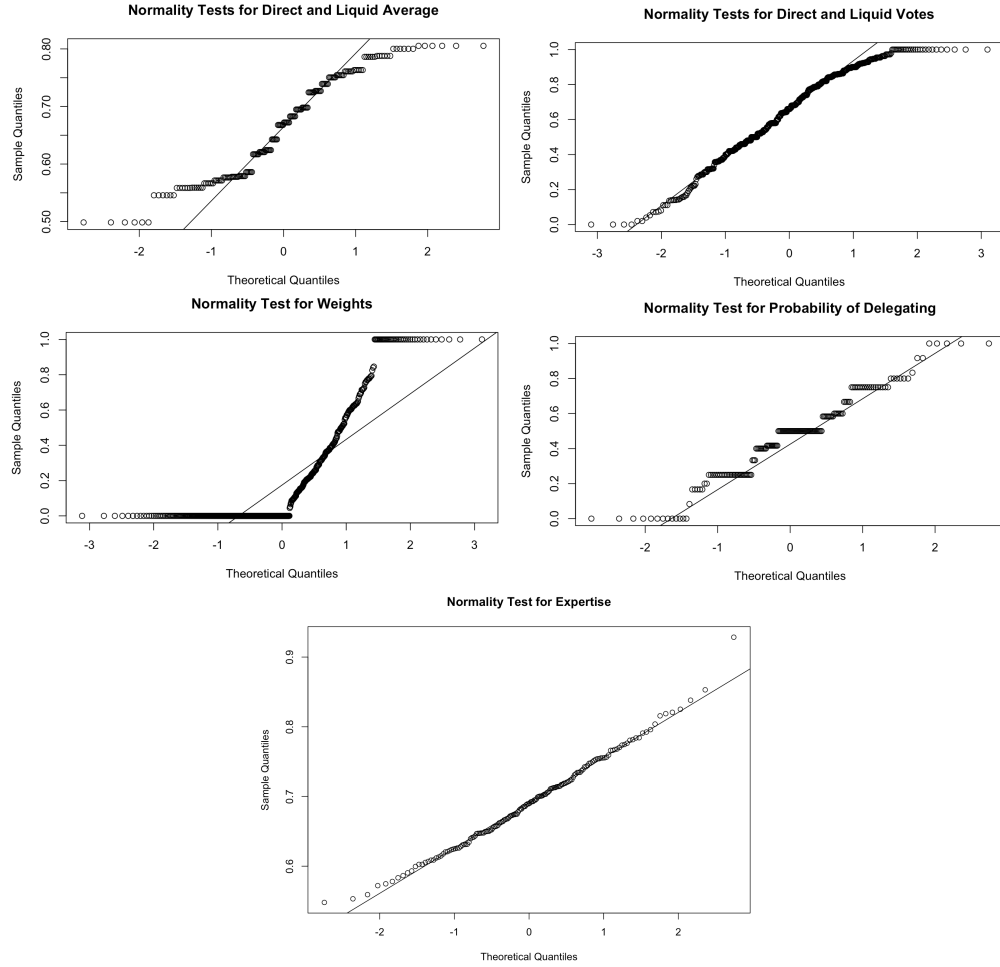 Normality Tests for Direct and Liquid Average
Sample Quantiles
0.50 0.60 0.70 0.80
-2 -1 0 1 2
Theoretical Quantiles
Normality Tests for Direct and Liquid Votes
Sample Quantiles
0.0 0.2 0.4 0.6 0.8 1.0
-3 -2 -1 0 1 2 3
Theoretical Quantiles
Normality Test for Weights
Sample Quantiles
0.0 0.2 0.4 0.6 0.8 1.0
-3 -2 -1 0 1 2 3
Theoretical Quantiles
Normality Test for Probability of Delegating
Sample Quantiles
0.0 0.2 0.4 0.6 0.8 1.0
-2 -1 0 1 2
Theoretical Quantiles
Normality Test for Expertise
Sample Quantiles
0.6 0.7 0.8 0.9
-2 -1 0 1 2
Theoretical Quantiles